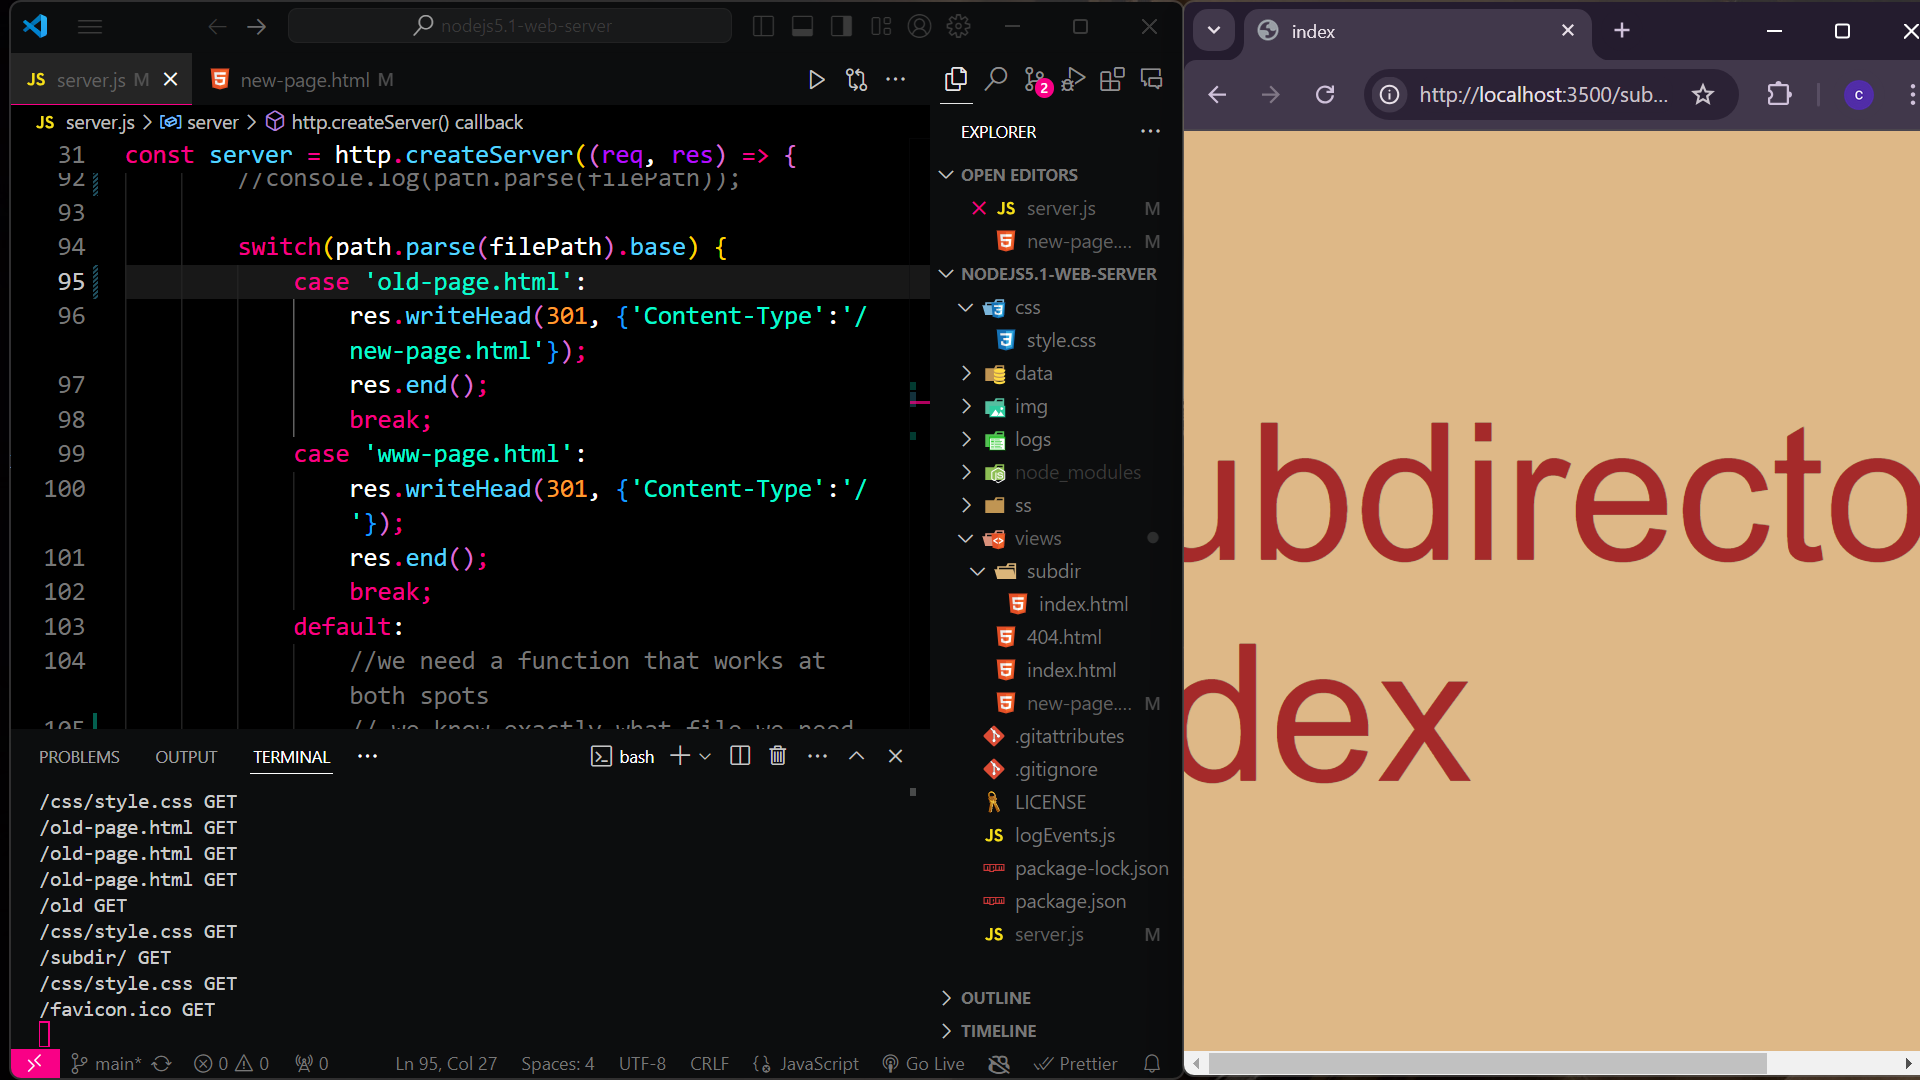 nodejs5.1-web-server
JS server.js M
new-page.html M
JS server.js > server > http.createServer() callback
31 const server = http.createServer((req, res) => {
92 //console.log(path.parse(filePath));
93
94 switch(path.parse(filePath).base) {
95 case 'old-page.html':
96 res.writeHead(301, {'Content-Type':'/
new-page.html'});
97 res.end();
98 break;
99 case 'www-page.html':
100 res.writeHead(301, {'Content-Type':'/
'});
101 res.end();
102 break;
103 default:
104 //we need a function that works at
both spots
105 // we know exactly what file we need
PROBLEMS OUTPUT TERMINAL
bash
/css/style.css GET
/old-page.html GET
/old-page.html GET
/old-page.html GET
/old GET
/css/style.css GET
/subdir/ GET
/css/style.css GET
/favicon.ico GET
main* 0 0 0 Ln 95, Col 27 Spaces: 4 UTF-8 CRLF {} JavaScript Go Live Prettier
2
EXPLORER
OPEN EDITORS
JS server.js M
new-page.... M
NODEJS5.1-WEB-SERVER
css
style.css
data
img
logs
node_modules
ss
views
subdir
index.html
404.html
index.html
new-page.... M
.gitattributes
.gitignore
LICENSE
JS logEvents.js
package-lock.json
package.json
JS server.js M
OUTLINE
TIMELINE
index
http://localhost:3500/sub...
c
ubdirecto
dex